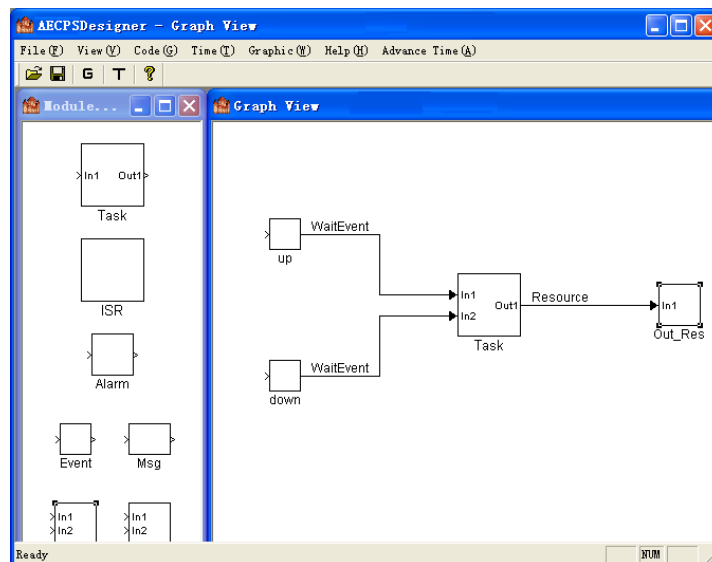 AECPSDesigner - Graph View
File(F) View(V) Code(G) Time(T) Graphic(W) Help(H) Advance Time(A)
G T ?
Module...
In1 Out1
Task
ISR
Alarm
Event Msg
In1 In1
In2 In2
Graph View
WaitEvent
up
In1
In2
Out1
Task
Resource
In1
Out_Res
WaitEvent
down
Ready NUM